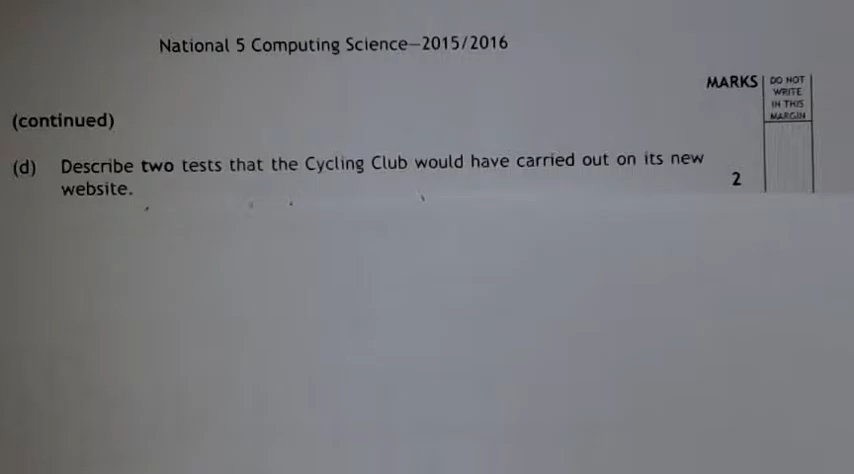 National 5 Computing Science—2015/2016
MARKS
DO NOT
WRITE
IN THIS
MARGIN
(continued)
(d) Describe two tests that the Cycling Club would have carried out on its new
website.
2